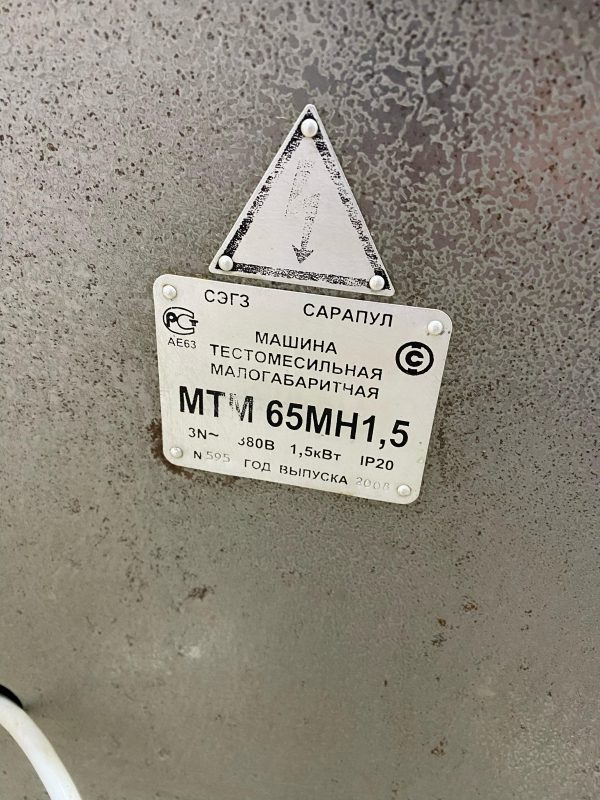 СЭГЗ САРАПУЛ
АЕ63
МАШИНА
ТЕСТОМЕСИЛЬНАЯ
МАЛОГАБАРИТНАЯ
МТМ 65МН1,5
3N~ 380В 1,5кВт IP20
N 595 ГОД ВЫПУСКА 2008